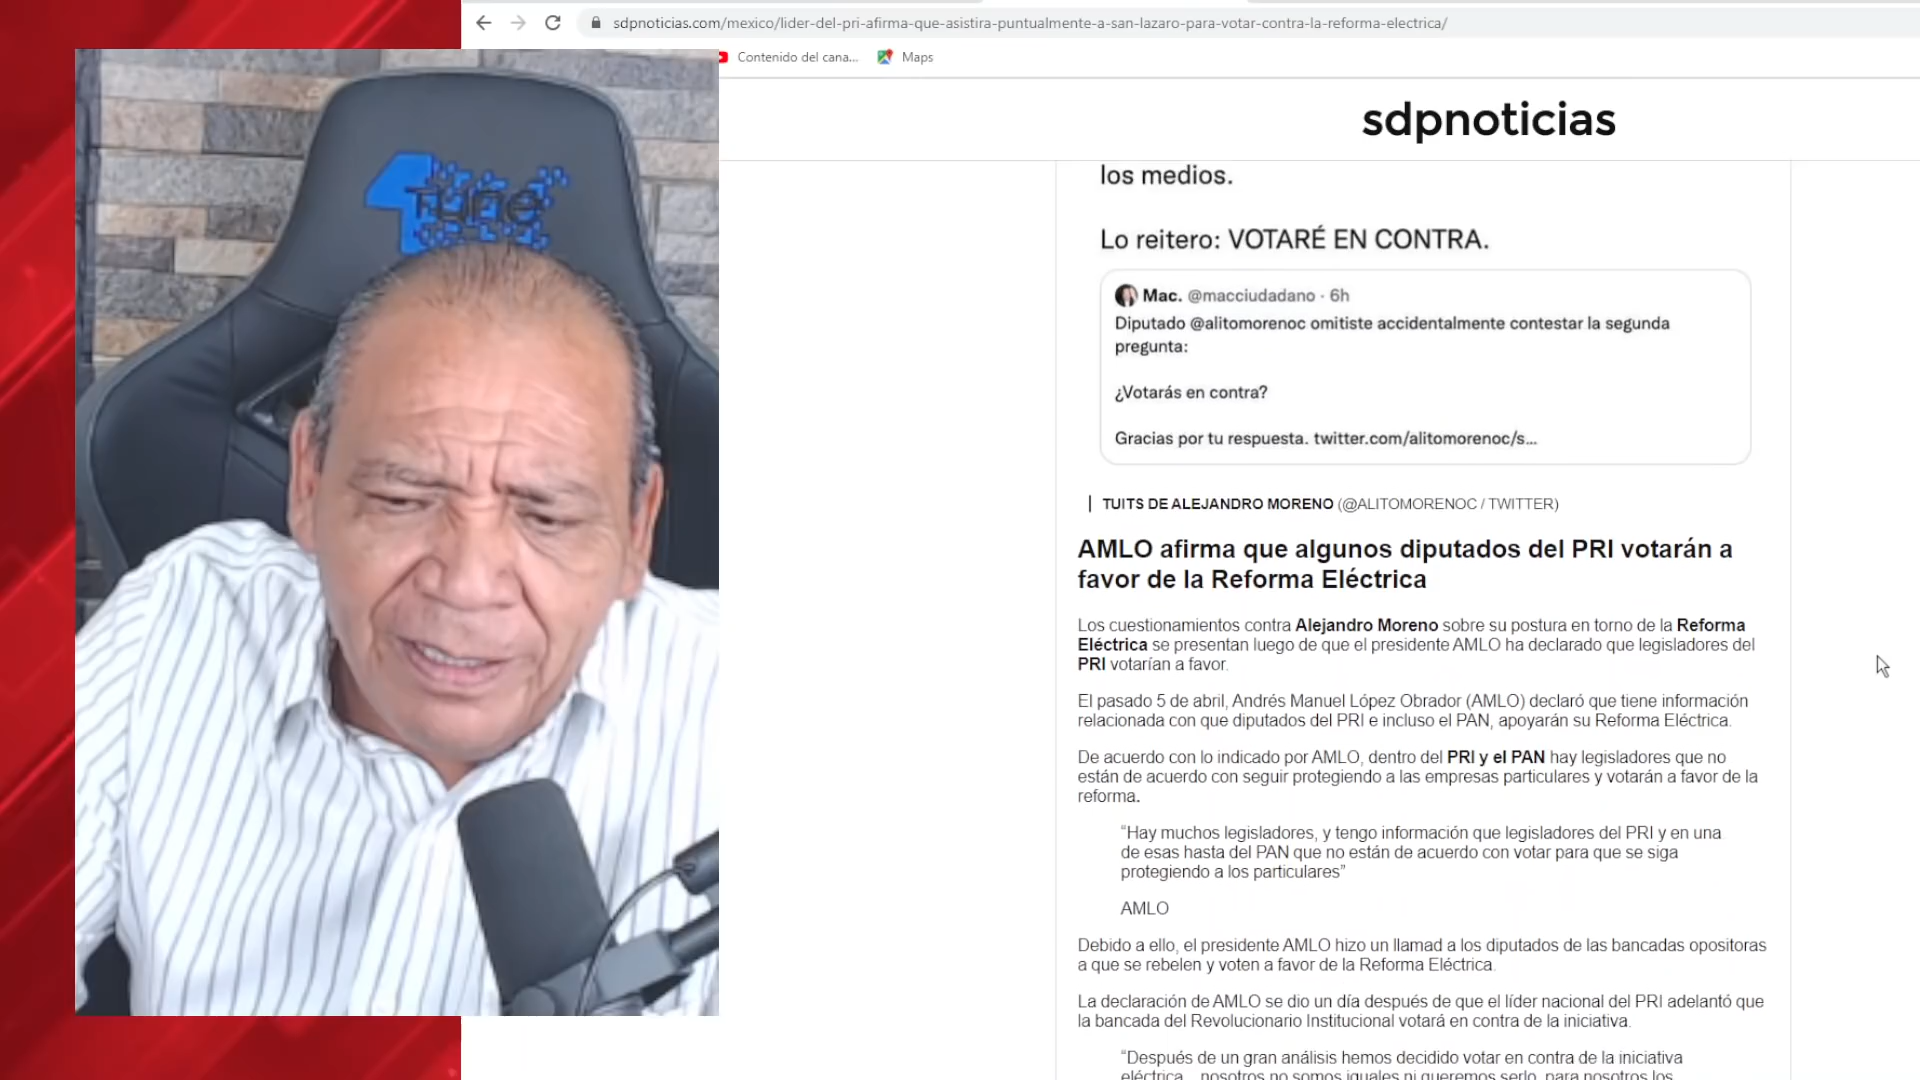 sdpnoticias.com/mexico/lider-del-pri-afirma-que-asistira-puntualmente-a-san-lazaro-para-votar-contra-la-reforma-electrica/
Contenido del cana...
Maps
sdpnoticias
los medios.
Lo reitero: VOTARÉ EN CONTRA.
Mac. @macciudadano · 6h
Diputado @alitomorenoc omitiste accidentalmente contestar la segunda
pregunta:
¿Votarás en contra?
Gracias por tu respuesta. twitter.com/alitomorenoc/s...
TUITS DE ALEJANDRO MORENO (@ALITOMORENOC / TWITTER)
AMLO afirma que algunos diputados del PRI votarán a
favor de la Reforma Eléctrica
Los cuestionamientos contra Alejandro Moreno sobre su postura en torno de la Reforma
Eléctrica se presentan luego de que el presidente AMLO ha declarado que legisladores del
PRI votarían a favor.
El pasado 5 de abril, Andrés Manuel López Obrador (AMLO) declaró que tiene información
relacionada con que diputados del PRI e incluso el PAN, apoyarán su Reforma Eléctrica.
De acuerdo con lo indicado por AMLO, dentro del PRI y el PAN hay legisladores que no
están de acuerdo con seguir protegiendo a las empresas particulares y votarán a favor de la
reforma.
“Hay muchos legisladores, y tengo información que legisladores del PRI y en una
de esas hasta del PAN que no están de acuerdo con votar para que se siga
protegiendo a los particulares”
AMLO
Debido a ello, el presidente AMLO hizo un llamad a los diputados de las bancadas opositoras
a que se rebelen y voten a favor de la Reforma Eléctrica.
La declaración de AMLO se dio un día después de que el líder nacional del PRI adelantó que
la bancada del Revolucionario Institucional votará en contra de la iniciativa.
“Después de un gran análisis hemos decidido votar en contra de la iniciativa
eléctrica... nosotros no somos iguales ni queremos serlo, para nosotros los